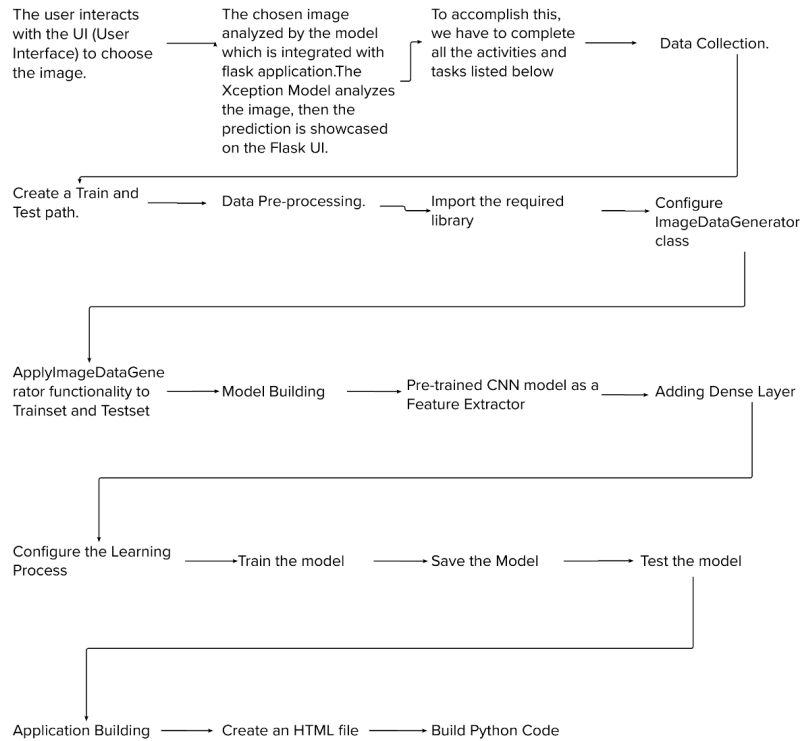 The user interacts
with the UI (User
Interface) to choose
the image.
The chosen image
analyzed by the model
which is integrated with
flask application.The
Xception Model analyzes
the image, then the
prediction is showcased
on the Flask UI.
To accomplish this,
we have to complete
all the activities and
tasks listed below
Data Collection.
Create a Train and
Test path.
Data Pre-processing.
Import the required
library
Configure
ImageDataGenerator
class
ApplyImageDataGene
rator functionality to
Trainset and Testset
Model Building
Pre-trained CNN model as a
Feature Extractor
Adding Dense Layer
Configure the Learning
Process
Train the model
Save the Model
Test the model
Application Building
Create an HTML file
Build Python Code